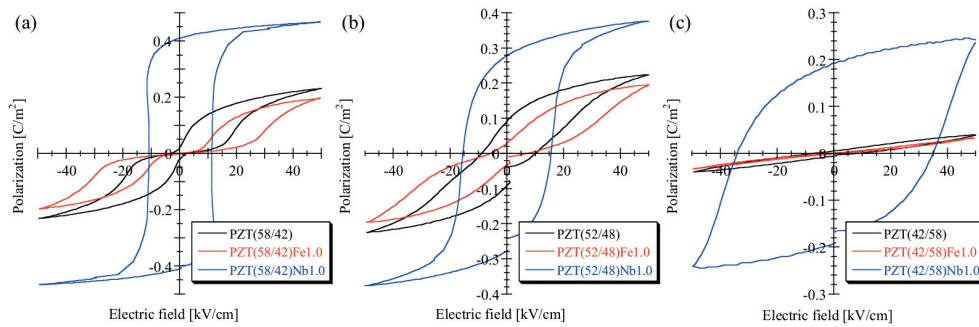 (a)
Polarization [C/m²]
0.4
0.2
0
-0.2
-0.4
-40
-20
0
20
40
PZT(58/42)
PZT(58/42)Fe1.0
PZT(58/42)Nb1.0
Electric field [kV/cm]
(b)
Polarization [C/m²]
0.4
0.3
0.2
0.1
0
-0.1
-0.2
-0.3
-0.4
-40
-20
0
20
40
PZT(52/48)
PZT(52/48)Fe1.0
PZT(52/48)Nb1.0
Electric field [kV/cm]
(c)
Polarization [C/m²]
0.3
0.2
0.1
0
-0.1
-0.2
-0.3
-40
-20
0
20
40
PZT(42/58)
PZT(42/58)Fe1.0
PZT(42/58)Nb1.0
Electric field [kV/cm]